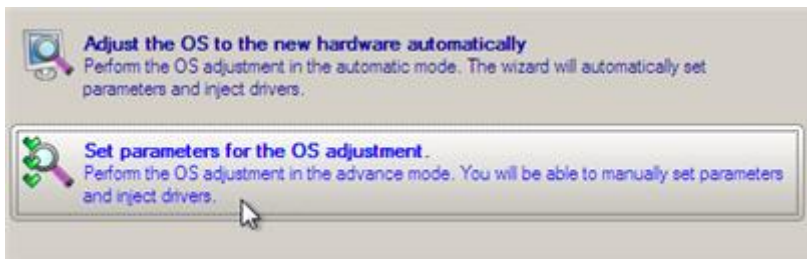 Adjust the OS to the new hardware automatically
Perform the OS adjustment in the automatic mode. The wizard will automatically set
parameters and inject drivers.
Set parameters for the OS adjustment.
Perform the OS adjustment in the advance mode. You will be able to manually set parameters
and inject drivers.